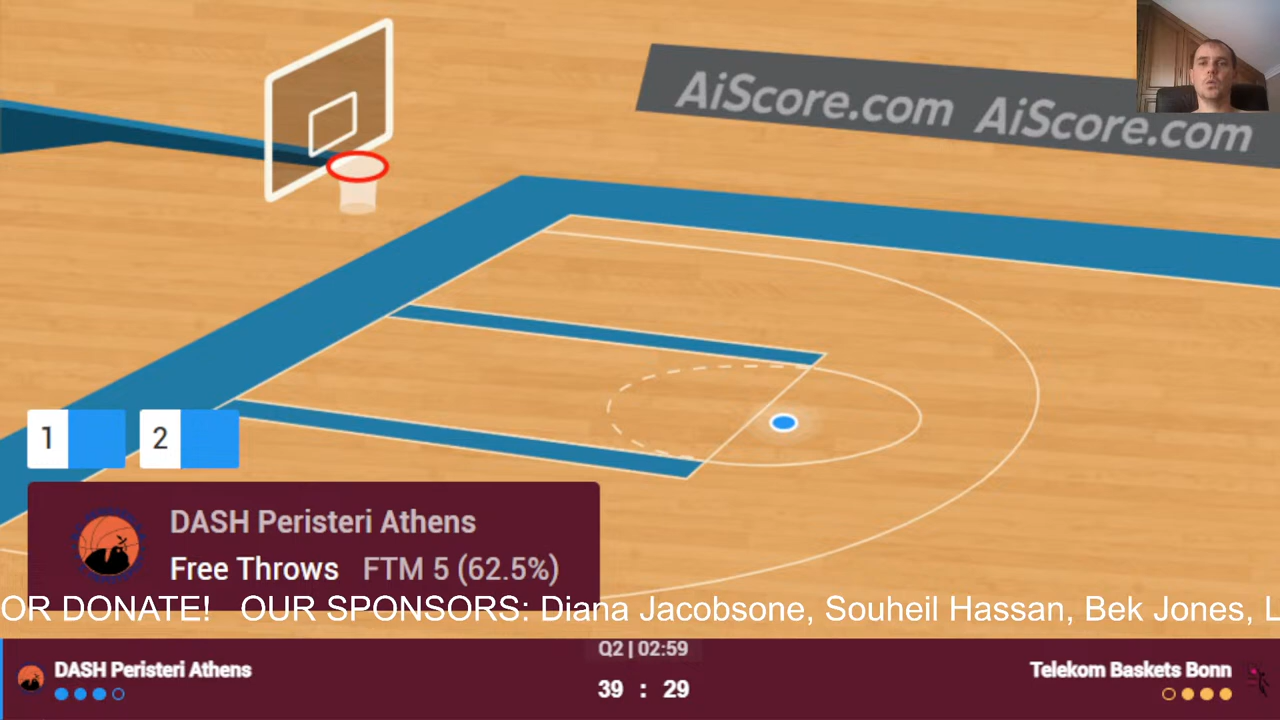 AiScore.com AiScore.com
1 2
DASH Peristeri Athens
Free Throws FTM 5 (62.5%)
OR DONATE! OUR SPONSORS: Diana Jacobsone, Souheil Hassan, Bek Jones, L
Q2 | 02:59
DASH Peristeri Athens 39 : 29 Telekom Baskets Bonn